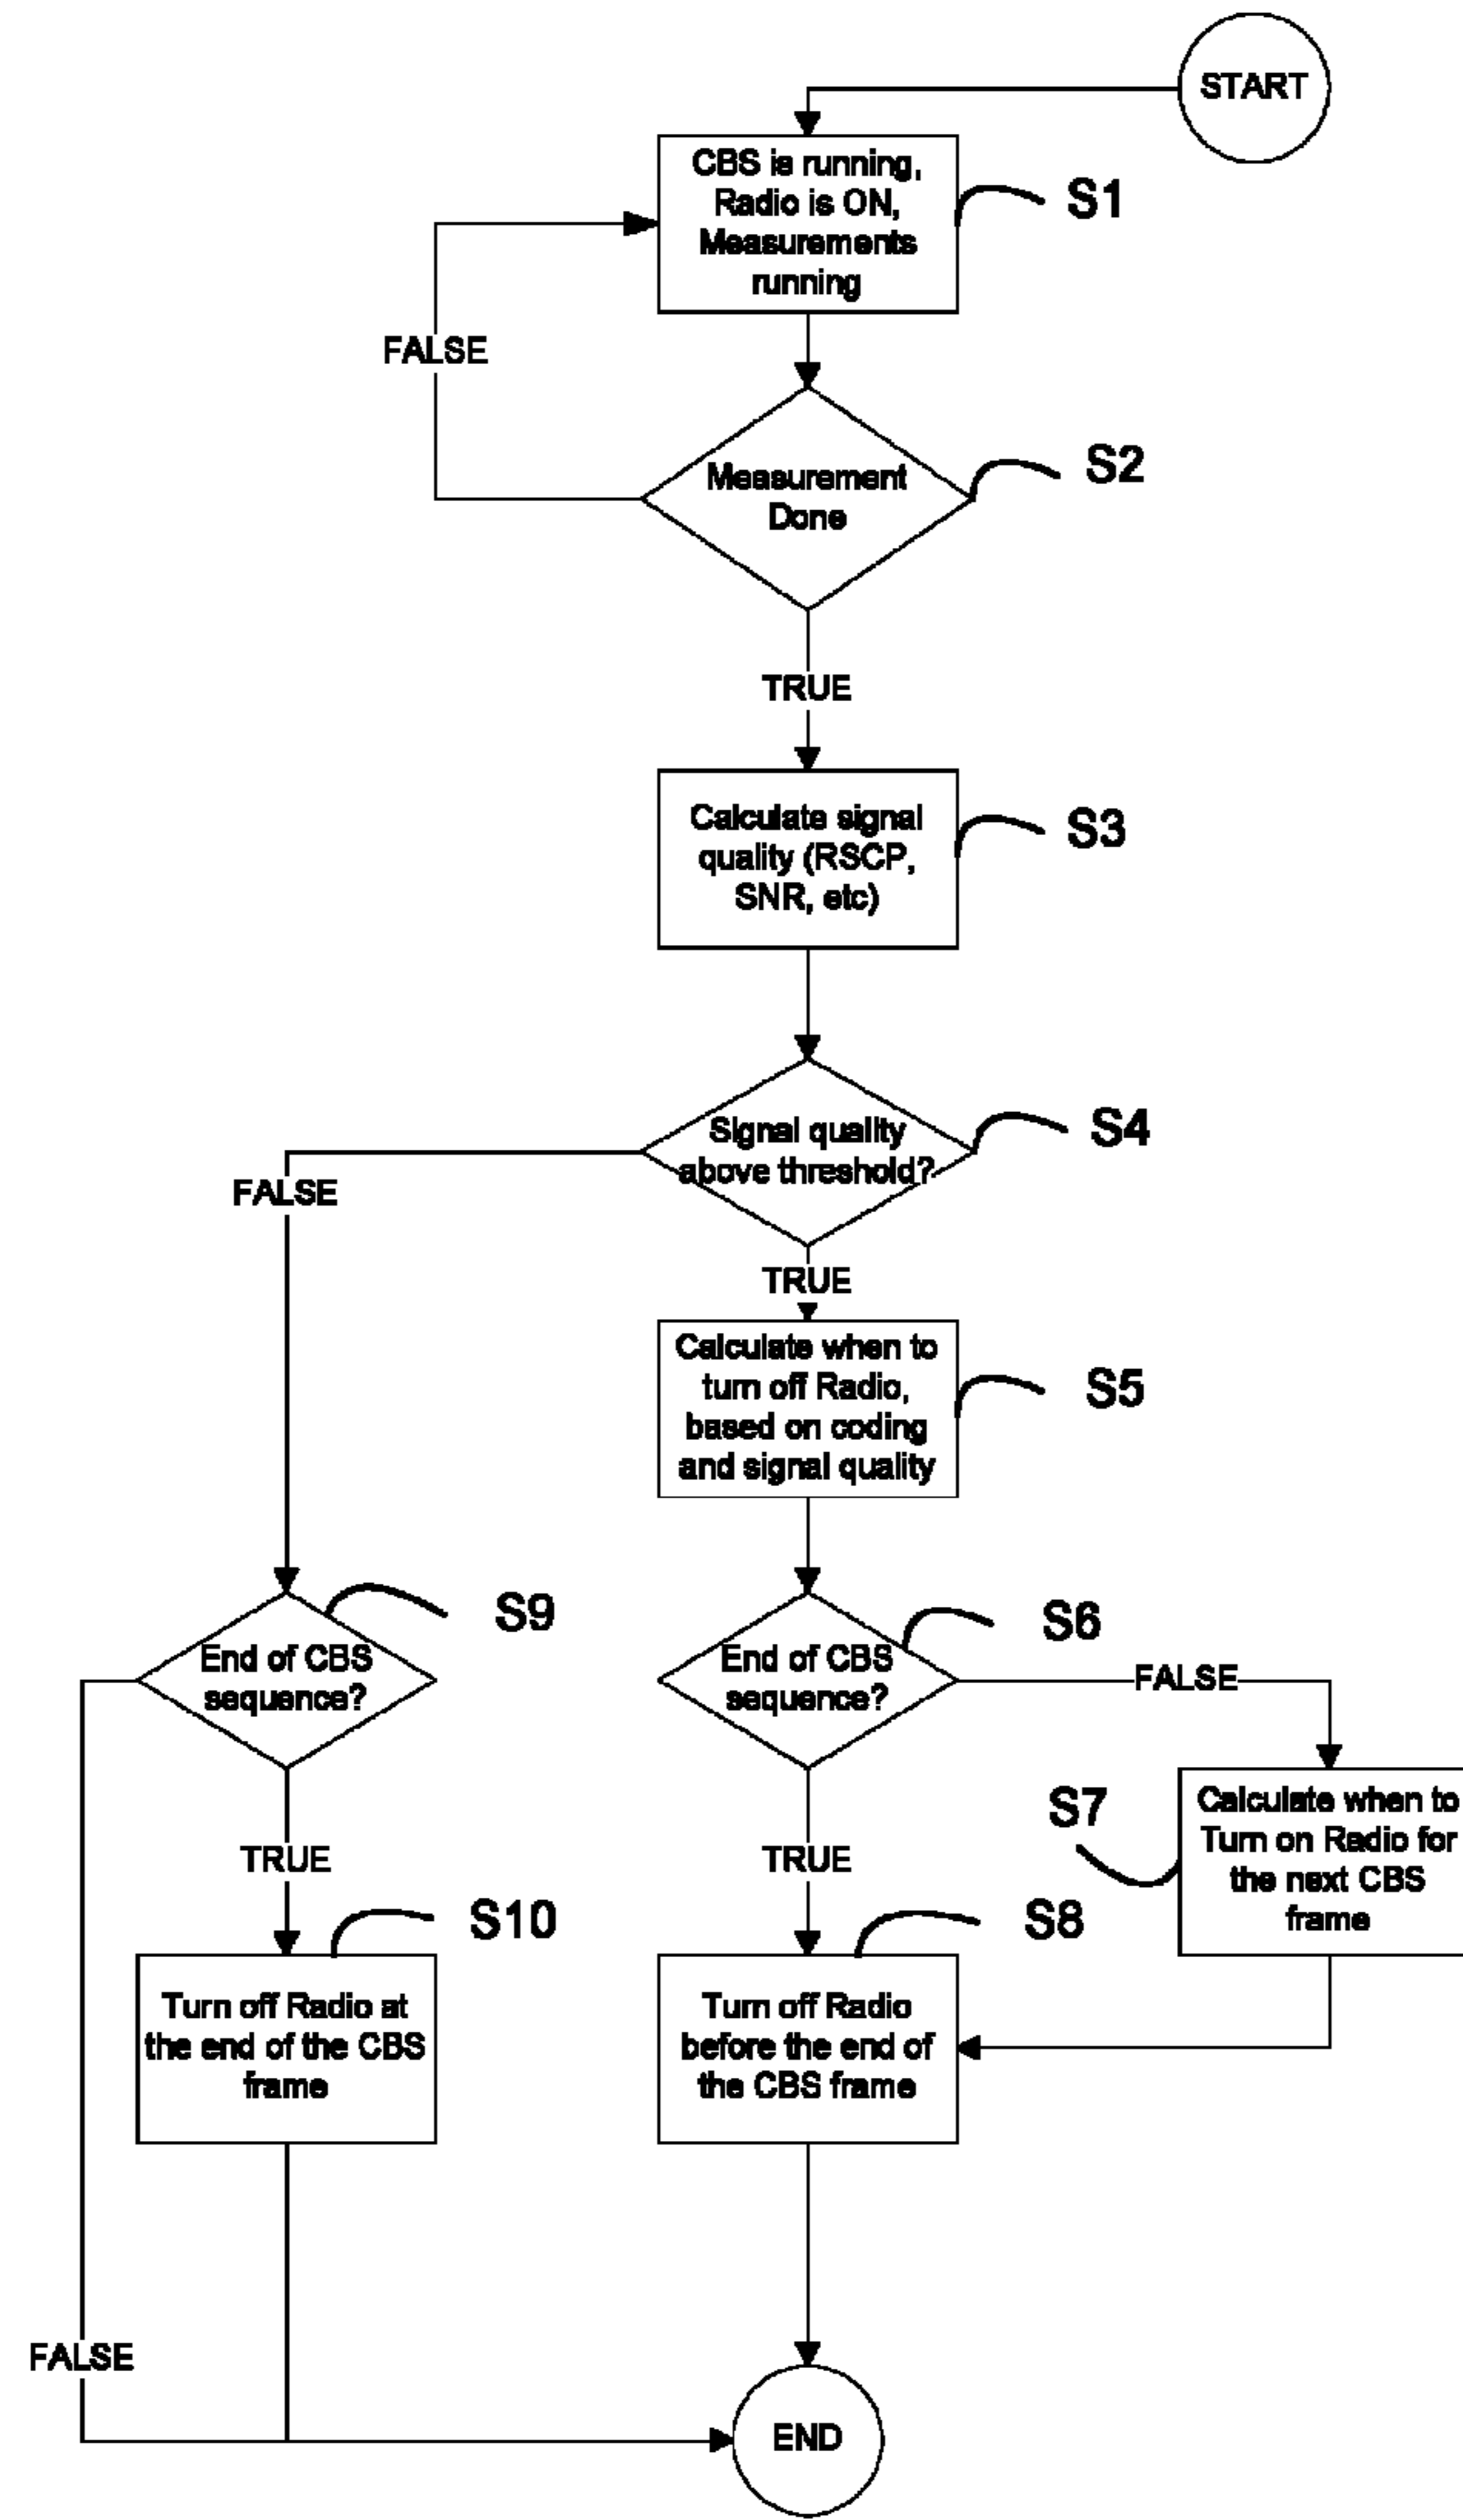 START
CBS is running,
Radio is ON,
Measurements
running
S1
FALSE
Measurement
Done
S2
TRUE
Calculate signal
quality (RSCP,
SNR, etc)
S3
Signal quality
above threshold?
S4
FALSE
TRUE
Calculate when to
turn off Radio,
based on coding
and signal quality
S5
End of CBS
sequence?
S9
End of CBS
sequence?
S6
FALSE
S7
Calculate when to
Turn on Radio for
the next CBS
frame
TRUE
TRUE
S10
S8
Turn off Radio at
the end of the CBS
frame
Turn off Radio
before the end of
the CBS frame
FALSE
END